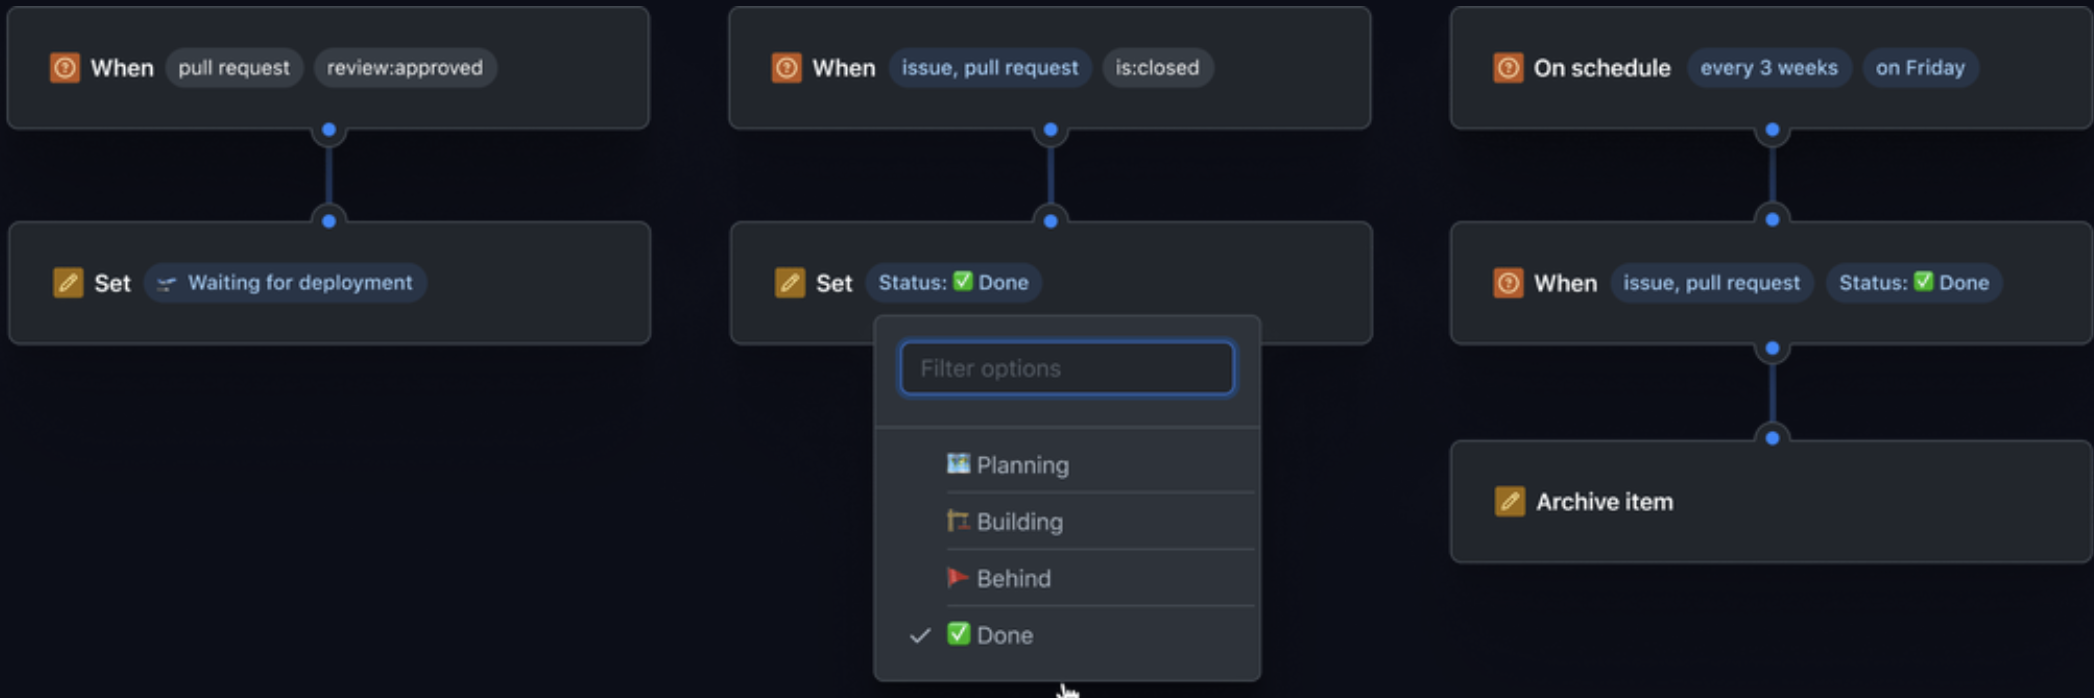 When pull request review:approved
Set Waiting for deployment
When issue, pull request is:closed
Set Status: ✅ Done
Filter options
Planning
Building
Behind
✅ Done
On schedule every 3 weeks on Friday
When issue, pull request Status: ✅ Done
Archive item